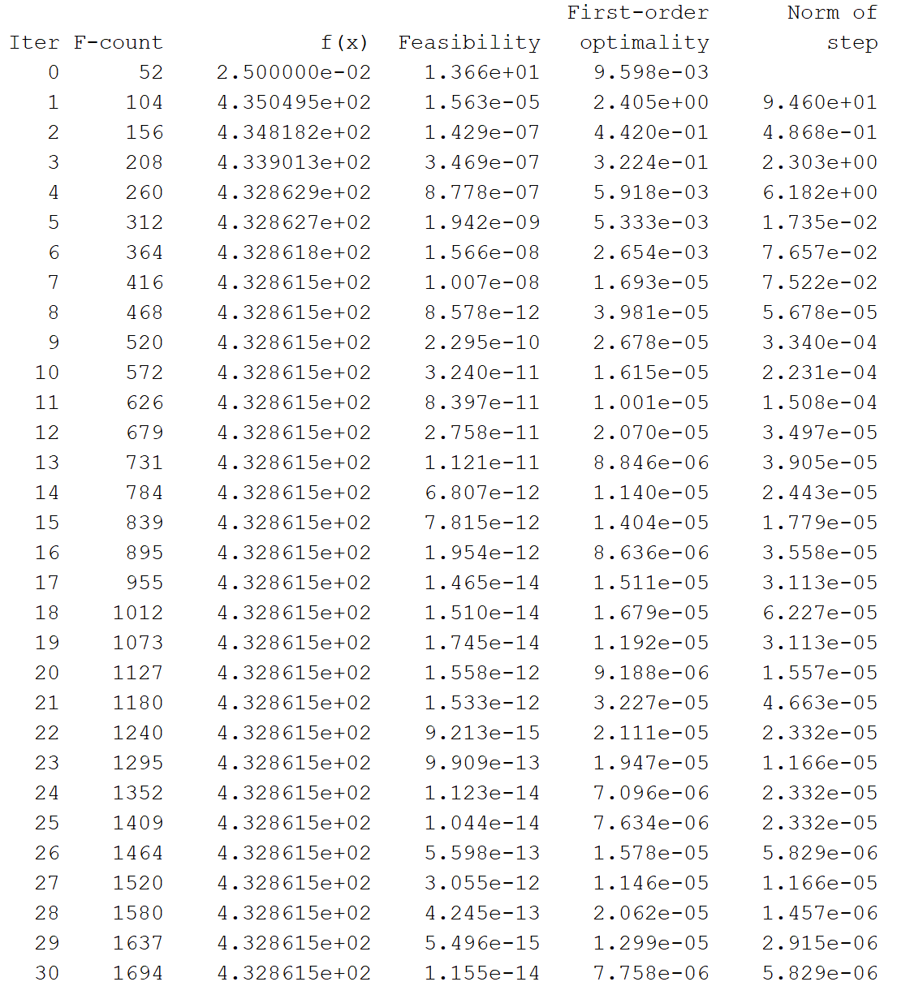 First-order Norm of
Iter F-count f(x) Feasibility optimality step
0 52 2.500000e-02 1.366e+01 9.598e-03
1 104 4.350495e+02 1.563e-05 2.405e+00 9.460e+01
2 156 4.348182e+02 1.429e-07 4.420e-01 4.868e-01
3 208 4.339013e+02 3.469e-07 3.224e-01 2.303e+00
4 260 4.328629e+02 8.778e-07 5.918e-03 6.182e+00
5 312 4.328627e+02 1.942e-09 5.333e-03 1.735e-02
6 364 4.328618e+02 1.566e-08 2.654e-03 7.657e-02
7 416 4.328615e+02 1.007e-08 1.693e-05 7.522e-02
8 468 4.328615e+02 8.578e-12 3.981e-05 5.678e-05
9 520 4.328615e+02 2.295e-10 2.678e-05 3.340e-04
10 572 4.328615e+02 3.240e-11 1.615e-05 2.231e-04
11 626 4.328615e+02 8.397e-11 1.001e-05 1.508e-04
12 679 4.328615e+02 2.758e-11 2.070e-05 3.497e-05
13 731 4.328615e+02 1.121e-11 8.846e-06 3.905e-05
14 784 4.328615e+02 6.807e-12 1.140e-05 2.443e-05
15 839 4.328615e+02 7.815e-12 1.404e-05 1.779e-05
16 895 4.328615e+02 1.954e-12 8.636e-06 3.558e-05
17 955 4.328615e+02 1.465e-14 1.511e-05 3.113e-05
18 1012 4.328615e+02 1.510e-14 1.679e-05 6.227e-05
19 1073 4.328615e+02 1.745e-14 1.192e-05 3.113e-05
20 1127 4.328615e+02 1.558e-12 9.188e-06 1.557e-05
21 1180 4.328615e+02 1.533e-12 3.227e-05 4.663e-05
22 1240 4.328615e+02 9.213e-15 2.111e-05 2.332e-05
23 1295 4.328615e+02 9.909e-13 1.947e-05 1.166e-05
24 1352 4.328615e+02 1.123e-14 7.096e-06 2.332e-05
25 1409 4.328615e+02 1.044e-14 7.634e-06 2.332e-05
26 1464 4.328615e+02 5.598e-13 1.578e-05 5.829e-06
27 1520 4.328615e+02 3.055e-12 1.146e-05 1.166e-05
28 1580 4.328615e+02 4.245e-13 2.062e-05 1.457e-06
29 1637 4.328615e+02 5.496e-15 1.299e-05 2.915e-06
30 1694 4.328615e+02 1.155e-14 7.758e-06 5.829e-06